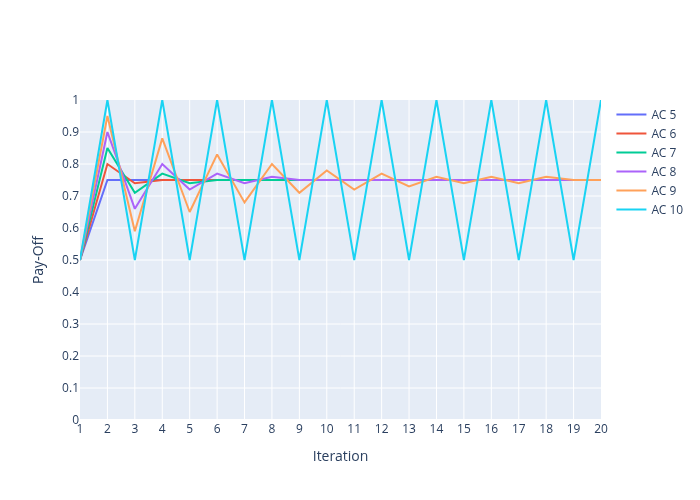 1
0.9
0.8
0.7
0.6
0.5
0.4
0.3
0.2
0.1
0
Pay-Off
1 2 3 4 5 6 7 8 9 10 11 12 13 14 15 16 17 18 19 20
Iteration
AC 5
AC 6
AC 7
AC 8
AC 9
AC 10